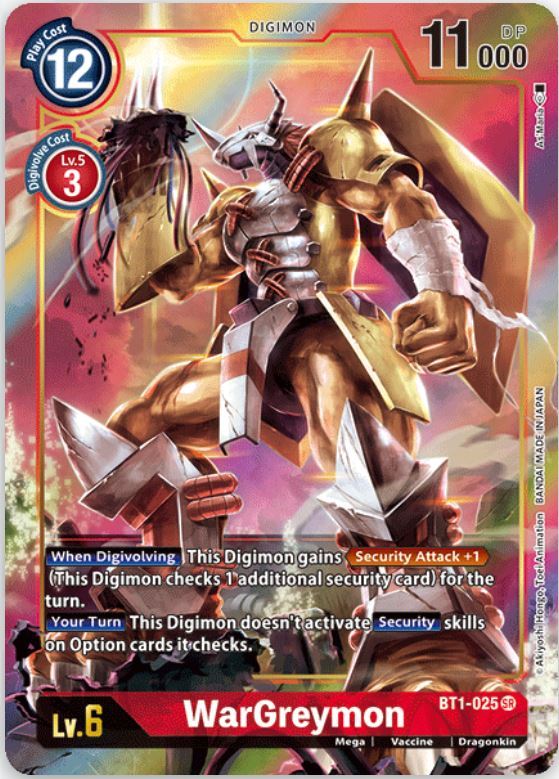 Play Cost
12
DIGIMON
11000
DP
Digivolve Cost
Lv.5
3
As'Maria
When Digivolving This Digimon gains Security Attack +1
(This Digimon checks 1 additional security card) for the
turn.
Your Turn This Digimon doesn't activate Security skills
on Option cards it checks.
© Akiyoshi Hongo, Toei Animation BANDAI MADE IN JAPAN
Lv.6
WarGreymon
BT1-025 SR
Mega | Vaccine | Dragonkin